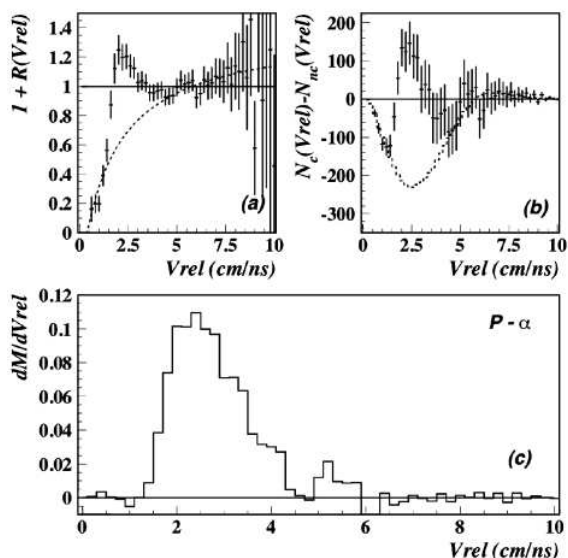 1 + R(Vrel)
1.4
1.2
1
0.8
0.6
0.4
0.2
0
0 2.5 5 7.5 10
Vrel (cm/ns)
(a)
N_c(Vrel)-N_nc(Vrel)
200
100
0
-100
-200
-300
0 2.5 5 7.5 10
Vrel (cm/ns)
(b)
dM/dVrel
0.12
0.1
0.08
0.06
0.04
0.02
0
0 2 4 6 8 10
Vrel (cm/ns)
P - α
(c)